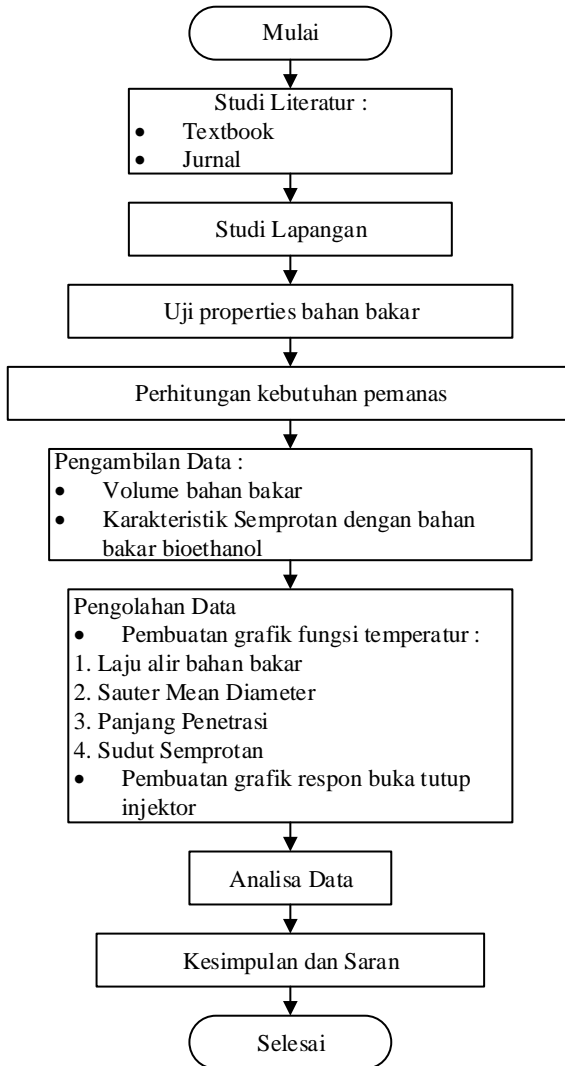 Mulai
Studi Literatur :
• Textbook
• Jurnal
Studi Lapangan
Uji properties bahan bakar
Perhitungan kebutuhan pemanas
Pengambilan Data :
• Volume bahan bakar
• Karakteristik Semprotan dengan bahan
bakar bioethanol
Pengolahan Data
• Pembuatan grafik fungsi temperatur :
1. Laju alir bahan bakar
2. Sauter Mean Diameter
3. Panjang Penetrasi
4. Sudut Semprotan
• Pembuatan grafik respon buka tutup
injektor
Analisa Data
Kesimpulan dan Saran
Selesai